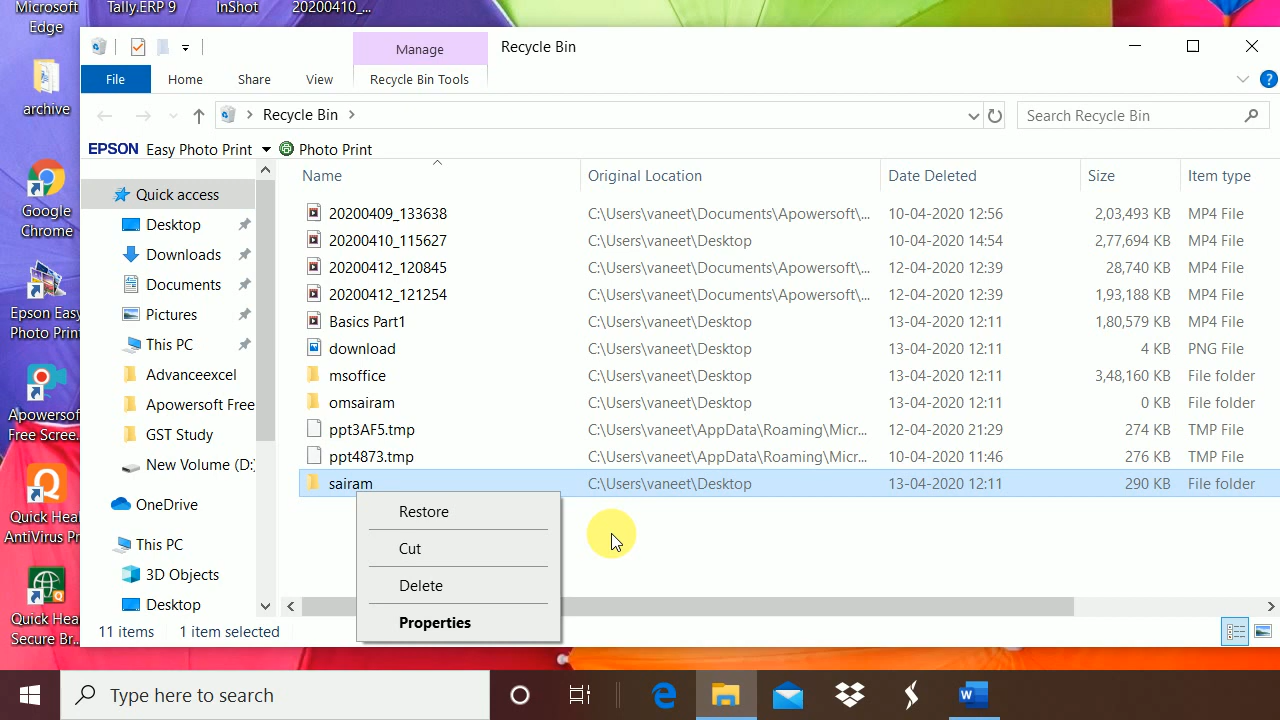 Microsoft Edge
Tally.ERP 9
InShot
20200410_...
archive
Google Chrome
Epson Easy Photo Print
Apowersof Free Scree...
Quick Hea AntiVirus Pr
Quick Hea Secure Br...
Manage
Recycle Bin
File
Home
Share
View
Recycle Bin Tools
?
Recycle Bin
Search Recycle Bin
EPSON Easy Photo Print
Photo Print
Name Original Location Date Deleted Size Item type
20200409_133638 C:\Users\vaneet\Documents\Apowersoft\... 10-04-2020 12:56 2,03,493 KB MP4 File
20200410_115627 C:\Users\vaneet\Desktop 10-04-2020 14:54 2,77,694 KB MP4 File
20200412_120845 C:\Users\vaneet\Documents\Apowersoft\... 12-04-2020 12:39 28,740 KB MP4 File
20200412_121254 C:\Users\vaneet\Documents\Apowersoft\... 12-04-2020 12:39 1,93,188 KB MP4 File
Basics Part1 C:\Users\vaneet\Desktop 13-04-2020 12:11 1,80,579 KB MP4 File
download C:\Users\vaneet\Desktop 13-04-2020 12:11 4 KB PNG File
msoffice C:\Users\vaneet\Desktop 13-04-2020 12:11 3,48,160 KB File folder
omsairam C:\Users\vaneet\Desktop 13-04-2020 12:11 0 KB File folder
ppt3AF5.tmp C:\Users\vaneet\AppData\Roaming\Micr... 12-04-2020 21:29 274 KB TMP File
ppt4873.tmp C:\Users\vaneet\AppData\Roaming\Micr... 10-04-2020 11:46 276 KB TMP File
sairam C:\Users\vaneet\Desktop 13-04-2020 12:11 290 KB File folder
Quick access
Desktop
Downloads
Documents
Pictures
This PC
Advanceexcel
Apowersoft Free
GST Study
New Volume (D:)
OneDrive
This PC
3D Objects
Desktop
Restore
Cut
Delete
Properties
11 items 1 item selected
Type here to search